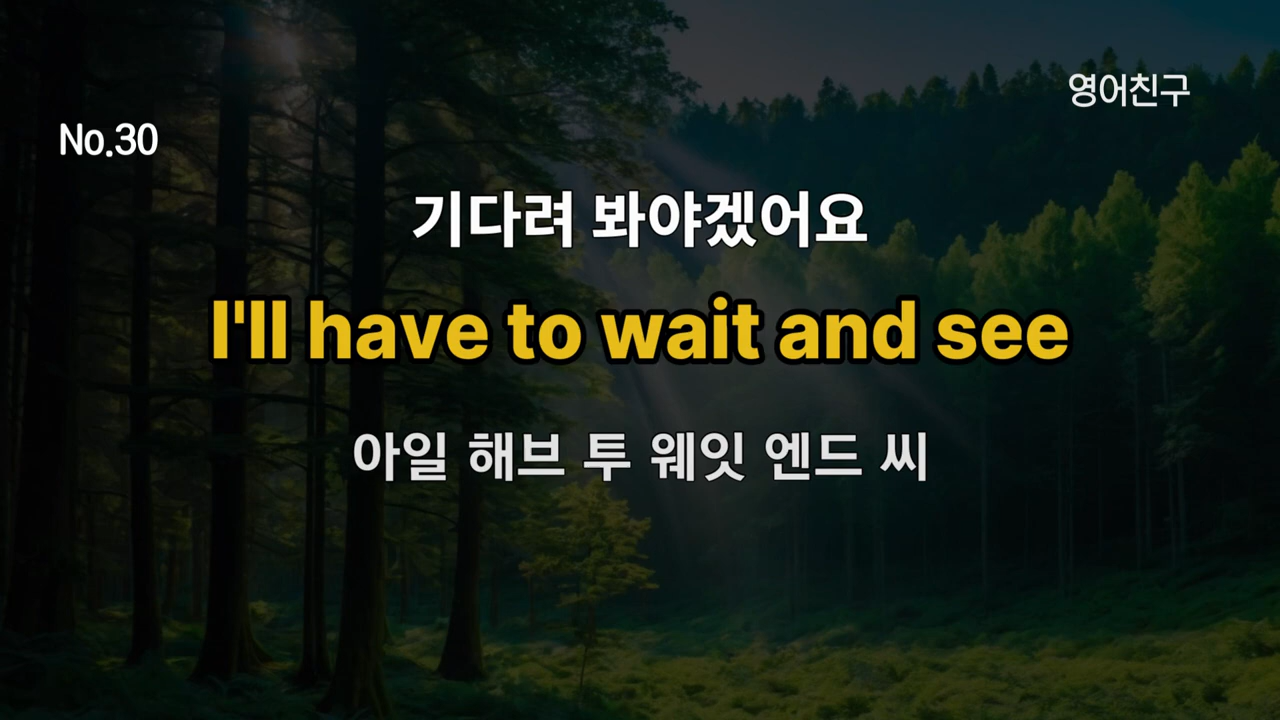 영어친구
No.30
기다려 봐야겠어요
I'll have to wait and see
아일 해브 투 웨잇 엔드 씨